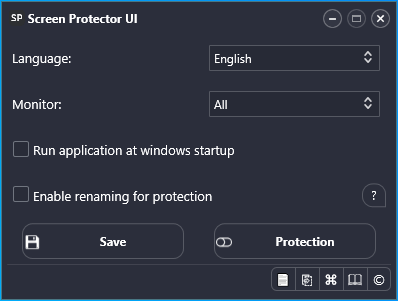 SP Screen Protector UI
Language: English
Monitor: All
Run application at windows startup
Enable renaming for protection
?
Save Protection
⌘ ©